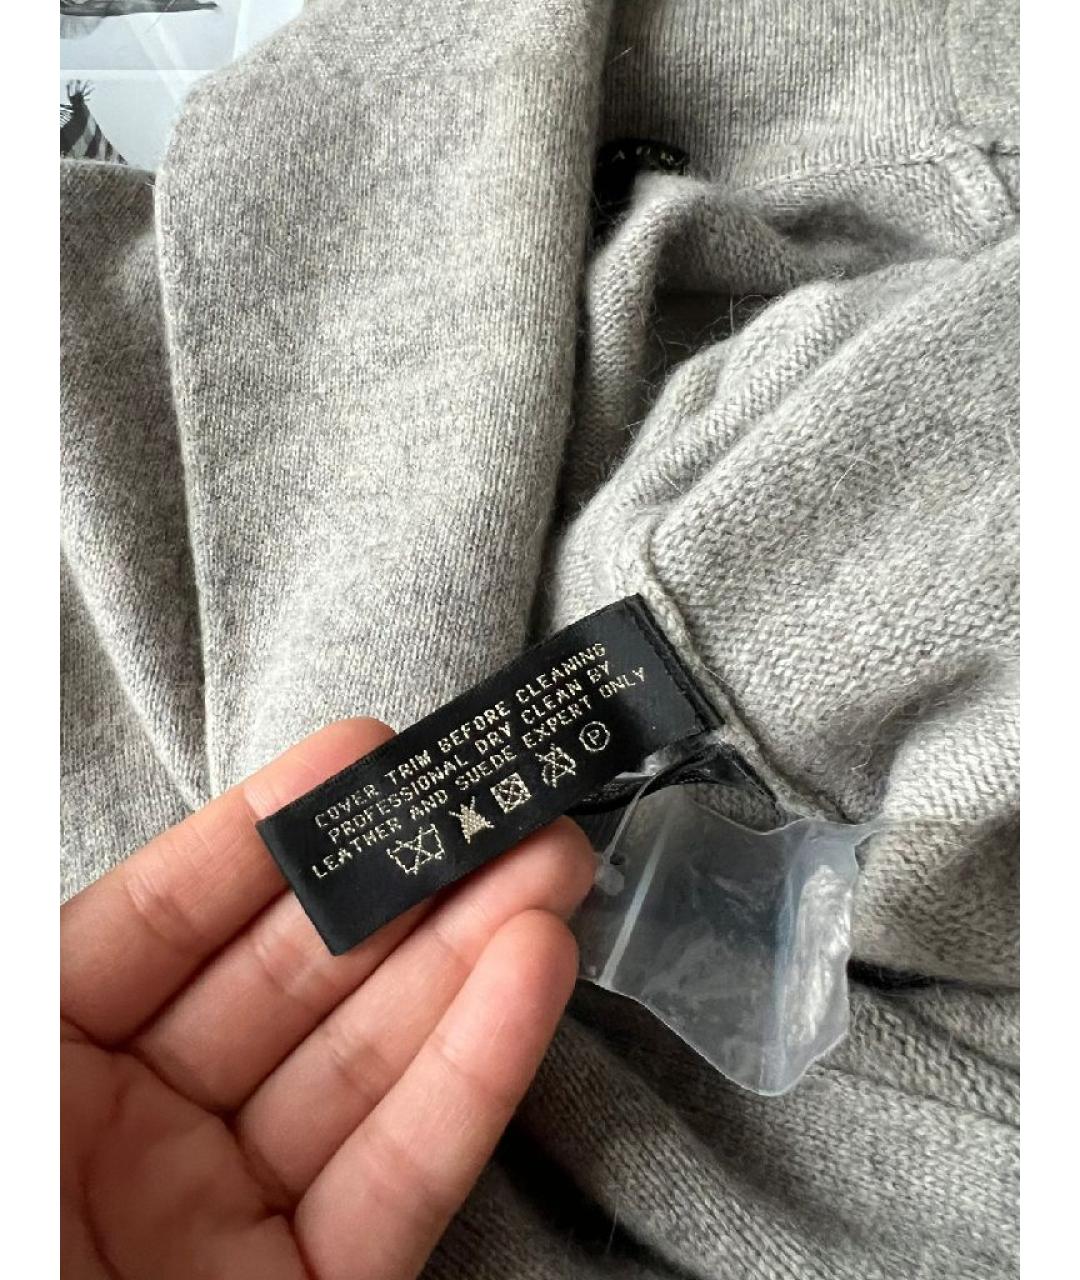 COVER TRIM BEFORE CLEANING
PROFESSIONAL DRY CLEAN BY
LEATHER AND SUEDE EXPERT ONLY
P